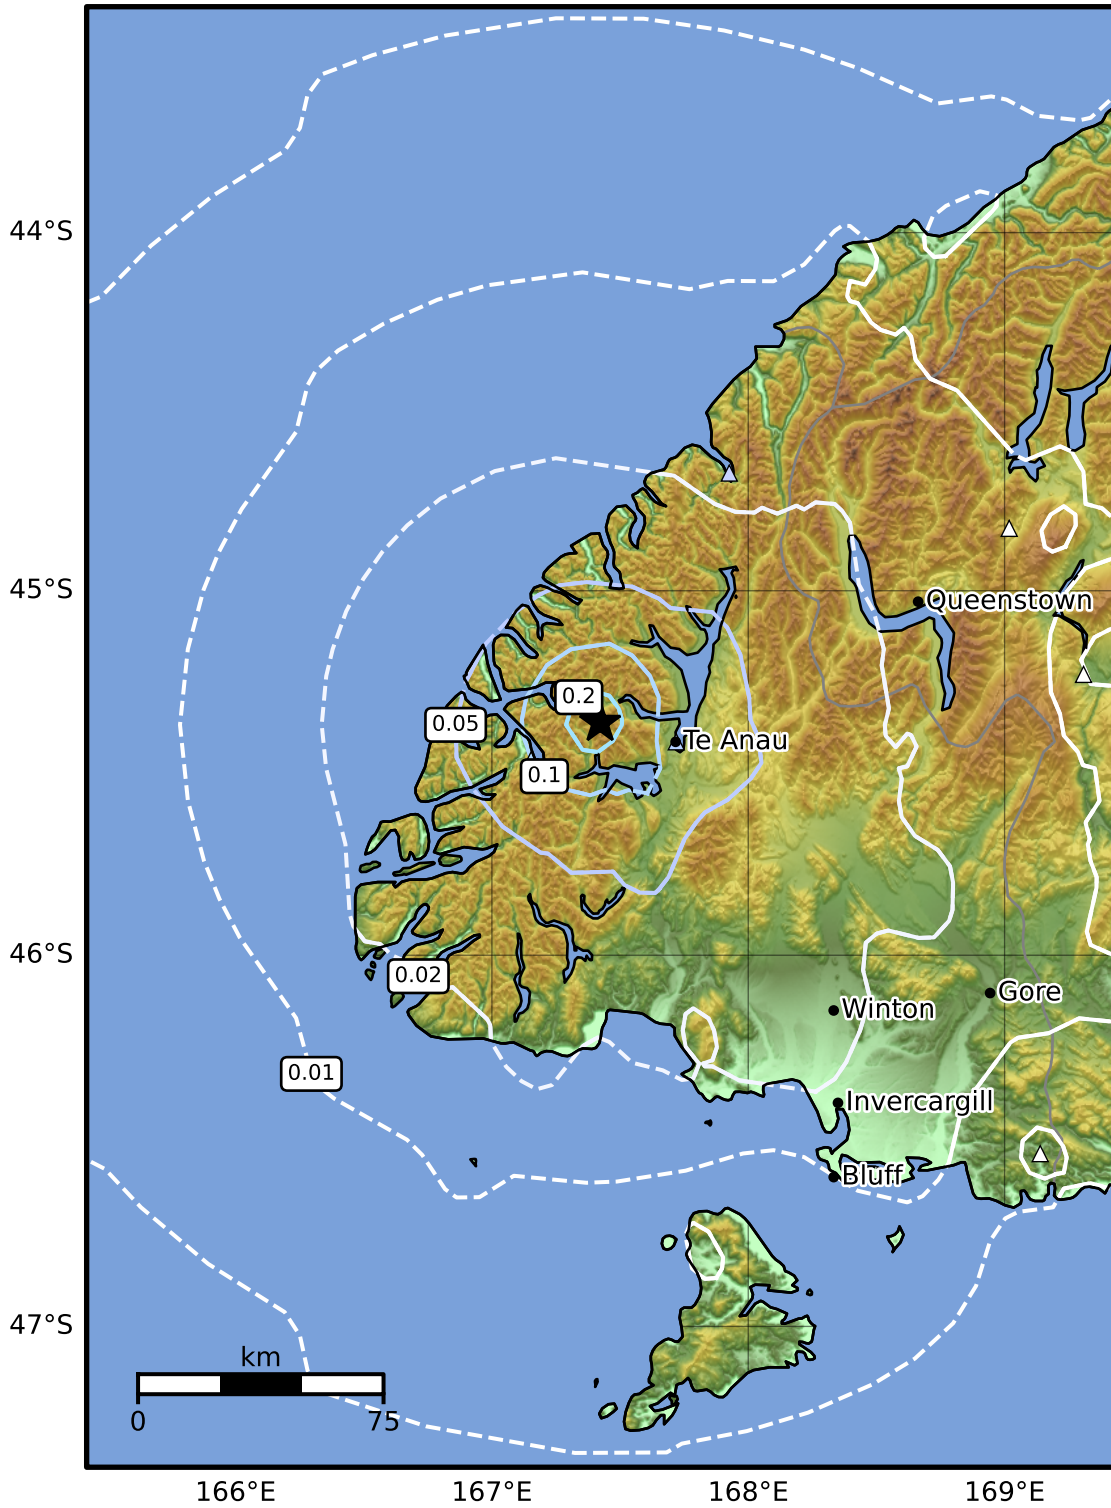 44°S
45°S
Queenstown
0.2
0.05
Te Anau
0.1
46°S
0.02
Gore
Winton
0.01
Invercargill
Bluff
47°S
km
0 75
166°E 167°E 168°E 169°E